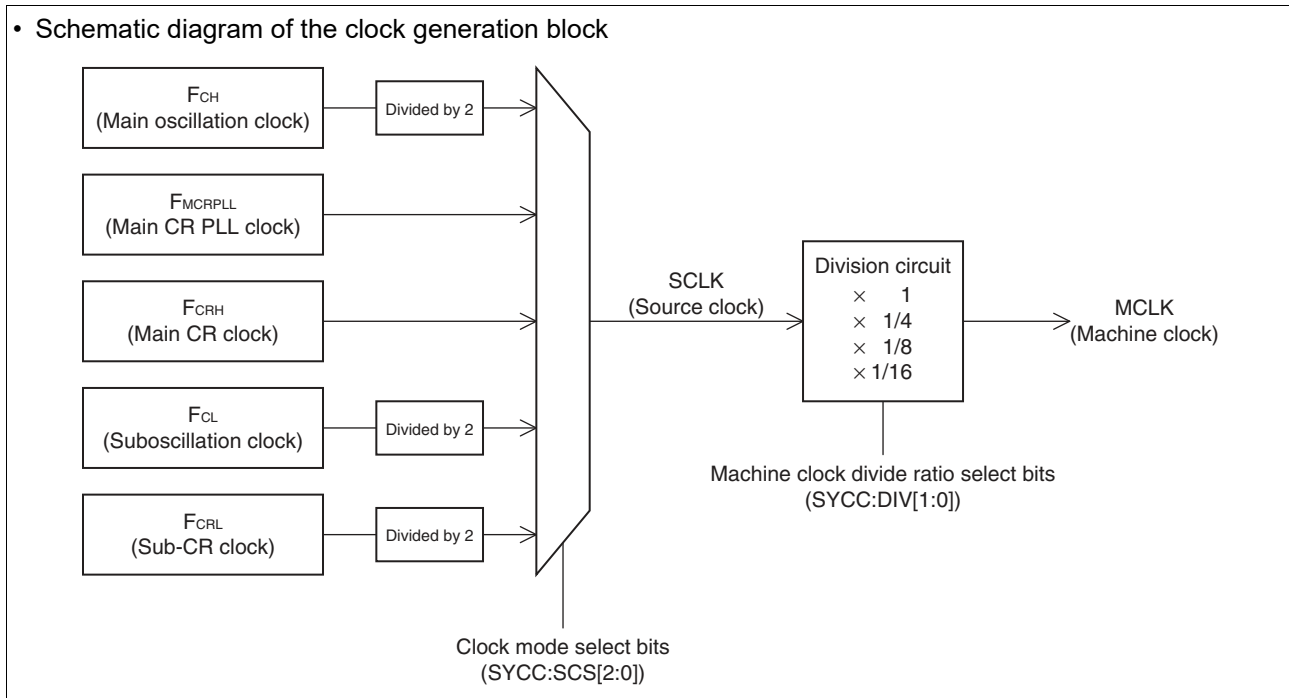 • Schematic diagram of the clock generation block
FCH
(Main oscillation clock)
Divided by 2
FMCRPLL
(Main CR PLL clock)
FCRH
(Main CR clock)
FCL
(Suboscillation clock)
Divided by 2
FCRL
(Sub-CR clock)
Divided by 2
SCLK
(Source clock)
Division circuit
× 1
× 1/4
× 1/8
× 1/16
MCLK
(Machine clock)
Machine clock divide ratio select bits
(SYCC:DIV[1:0])
Clock mode select bits
(SYCC:SCS[2:0])